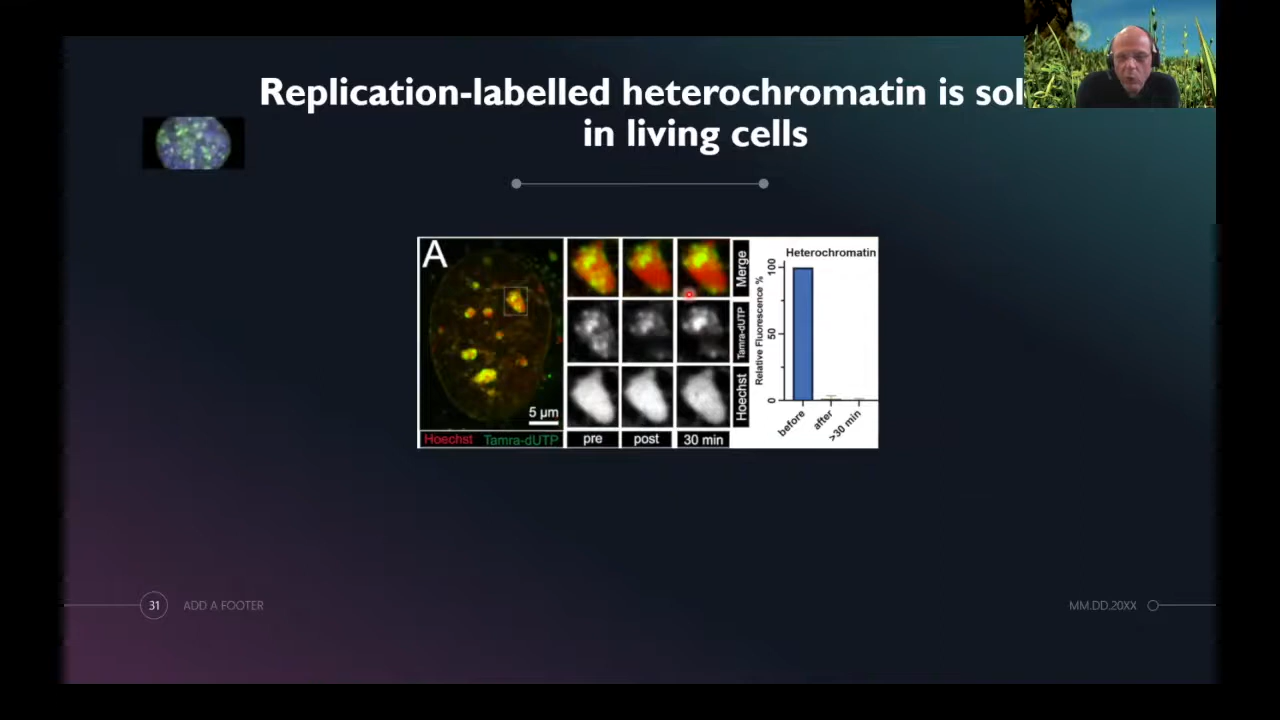 Replication-labelled heterochromatin is
in living cells
A
5 µm
Hoechst Tamra-dUTP
pre
post
30 min
Merge
Tamra-dUTP
Hoechst
Heterochromatin
Relative Fluorescence %
100
50
0
before
after
>30 min
31
ADD A FOOTER
MM.DD.20XX